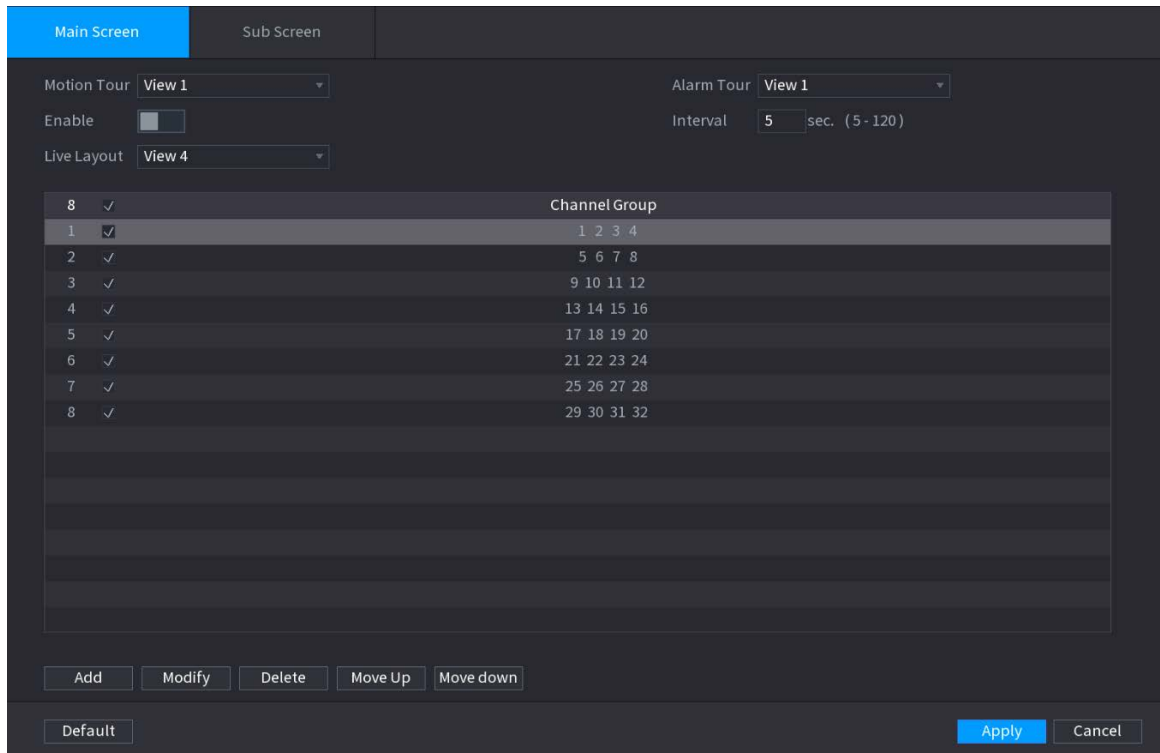 Main Screen Sub Screen
Motion Tour View 1 Alarm Tour View 1
Enable Interval 5 sec. (5-120)
Live Layout View 4
8 Channel Group
1 1 2 3 4
2 5 6 7 8
3 9 10 11 12
4 13 14 15 16
5 17 18 19 20
6 21 22 23 24
7 25 26 27 28
8 29 30 31 32
Add Modify Delete Move Up Move down
Default Apply Cancel